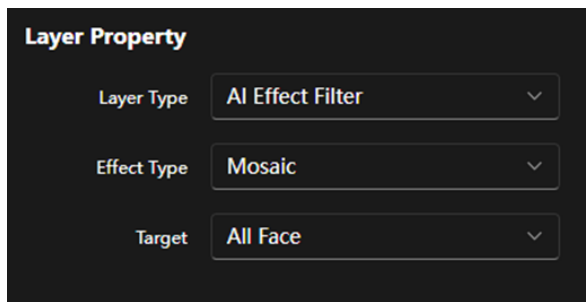 Layer Property
Layer Type AI Effect Filter
Effect Type Mosaic
Target All Face